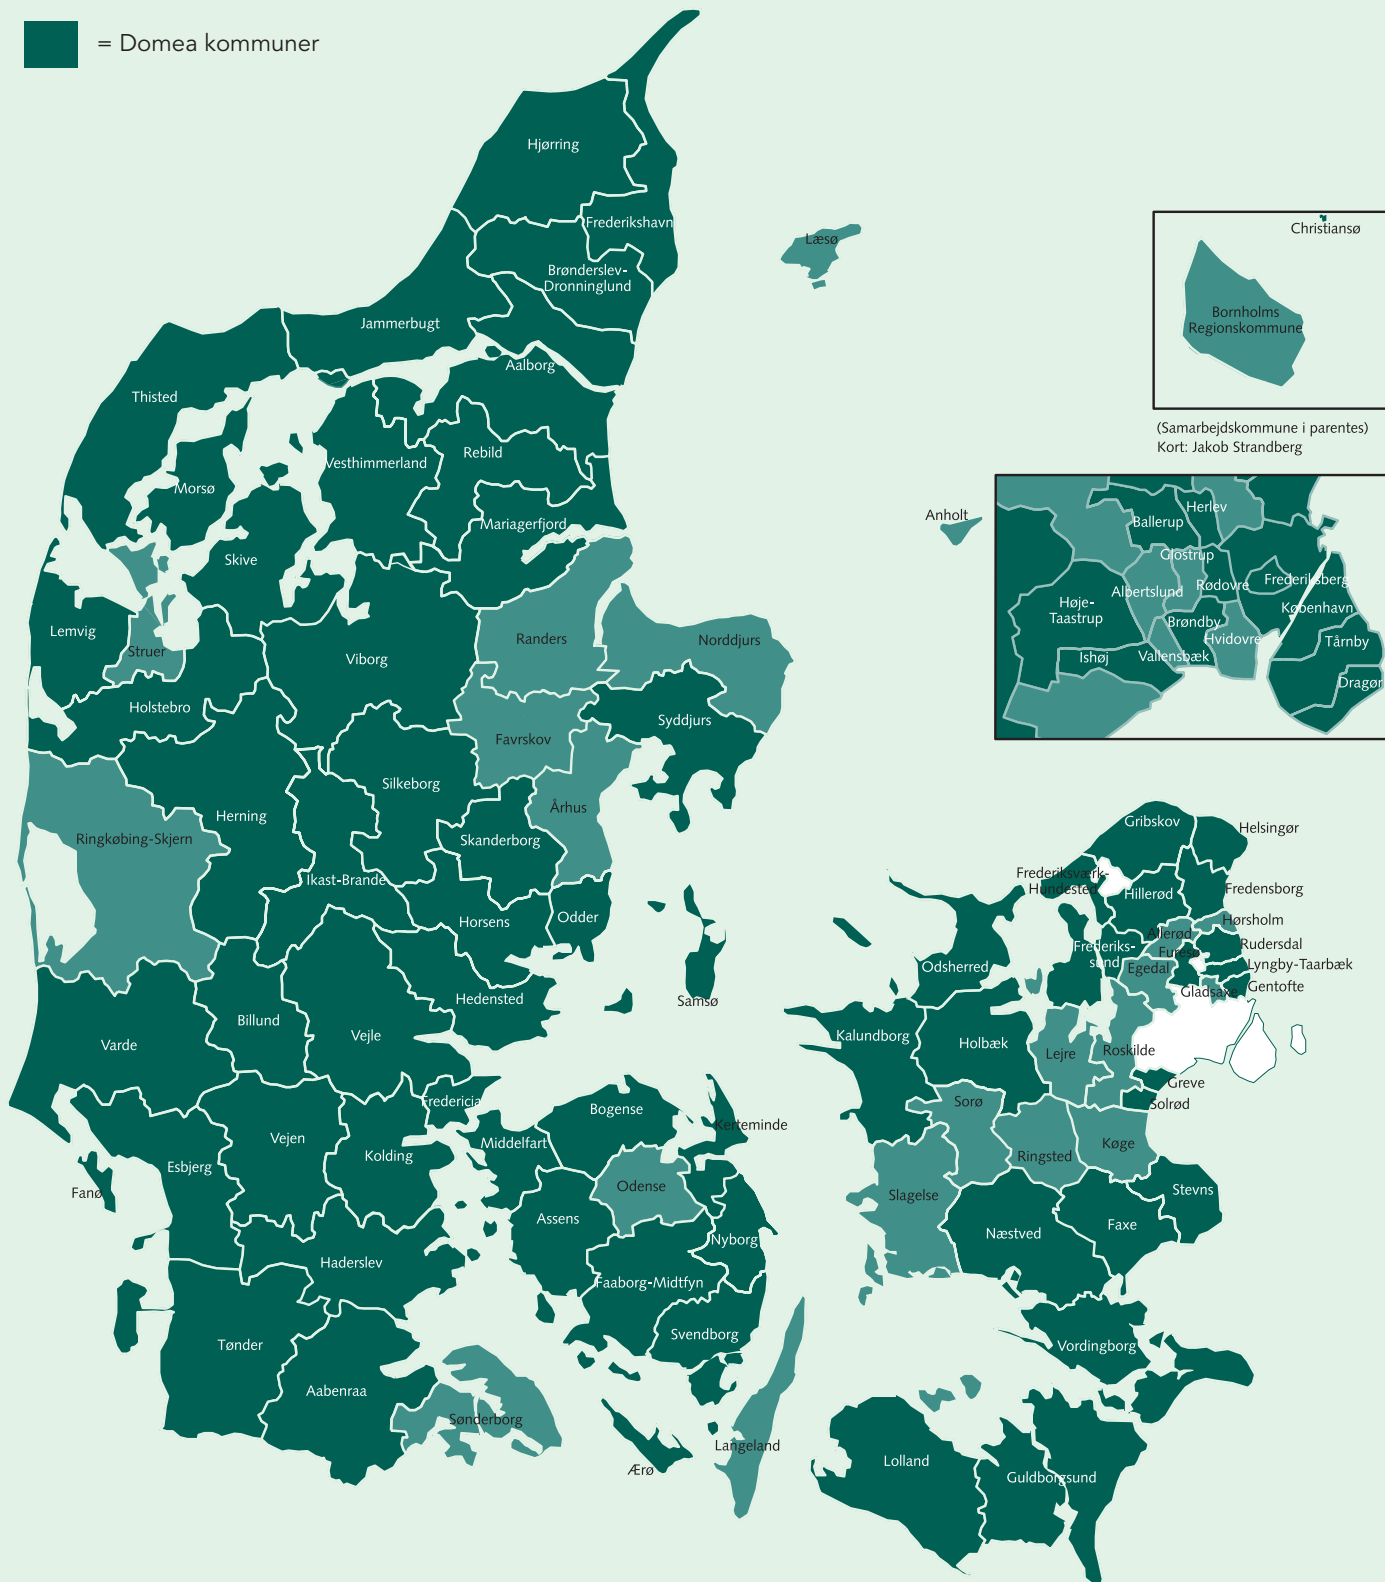 = Domea kommuner
Hjørring
Frederikshavn
Læsø
Christiansø
Brønderslev-
Dronninglund
Bornholms
Regionskommune
Jammerbugt
Aalborg
Thisted
(Samarbejdskommune i parentes)
Kort: Jakob Strandberg
Vesthimmerland
Rebild
Morsø
Mariagerfjord
Anholt
Herlev
Ballerup
Skive
Glostrup
Frederiksberg
Rødovre
Albertslund
København
Høje-
Taastrup
Brøndby
Hvidovre
Tårnby
Ishøj
Vallensbæk
Dragør
Lemvig
Struer
Viborg
Randers
Norddjurs
Holstebro
Syddjurs
Favrskov
Silkeborg
Århus
Herning
Ringkøbing-Skjern
Skanderborg
Gribskov
Helsingør
Ikast-Brande
Frederiksværk-
Hundested
Hillerød
Fredensborg
Horsens
Odder
Hørsholm
Allerød
Frederiks-
sund
Furesø
Rudersdal
Odsherred
Egedal
Lyngby-Taarbæk
Gentofte
Gladsaxe
Hedensted
Samsø
Billund
Vejle
Varde
Kalundborg
Holbæk
Lejre
Roskilde
Greve
Solrød
Fredericia
Bogense
Sorø
Kerteminde
Vejen
Middelfart
Kolding
Køge
Ringsted
Esbjerg
Fanø
Odense
Slagelse
Stevns
Assens
Næstved
Faxe
Nyborg
Haderslev
Faaborg-Midtfyn
Svendborg
Tønder
Vordingborg
Aabenraa
Sønderborg
Langeland
Ærø
Lolland
Guldborgsund